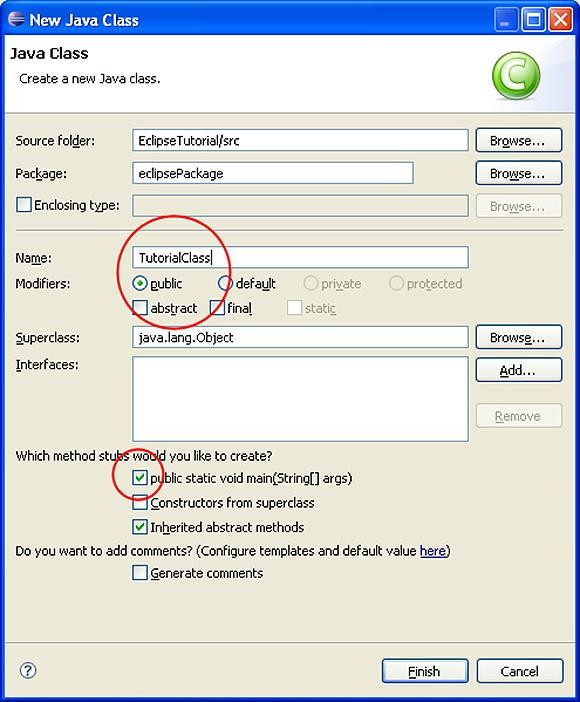 New Java Class
Java Class
Create a new Java class.
C
Source folder: EclipseTutorial/src Browse...
Package: eclipsePackage Browse...
Enclosing type: Browse...
Name: TutorialClass
Modifiers: public default private protected
abstract final static
Superclass: java.lang.Object Browse...
Interfaces: Add...
Remove
Which method stubs would you like to create?
public static void main(String[] args)
Constructors from superclass
Inherited abstract methods
Do you want to add comments? (Configure templates and default value here)
Generate comments
? Finish Cancel